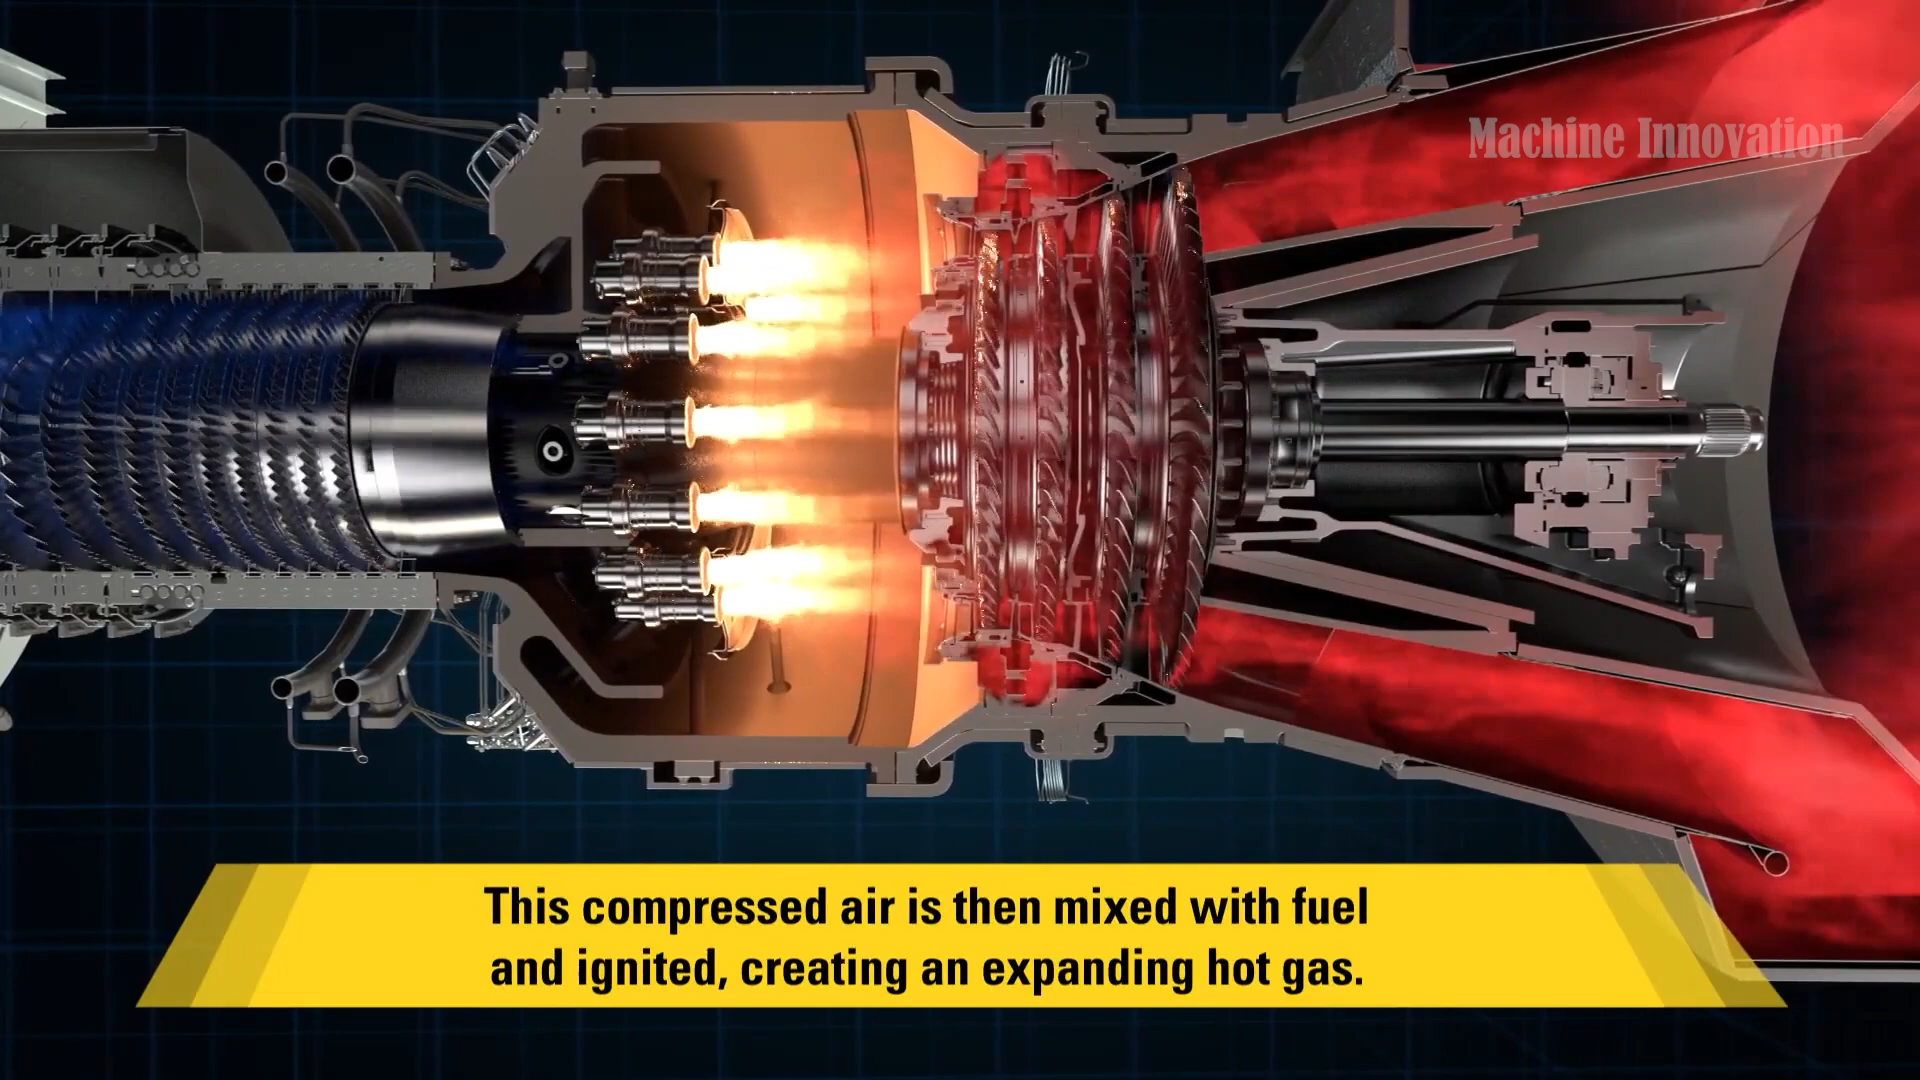 Machine Innovation
This compressed air is then mixed with fuel
and ignited, creating an expanding hot gas.